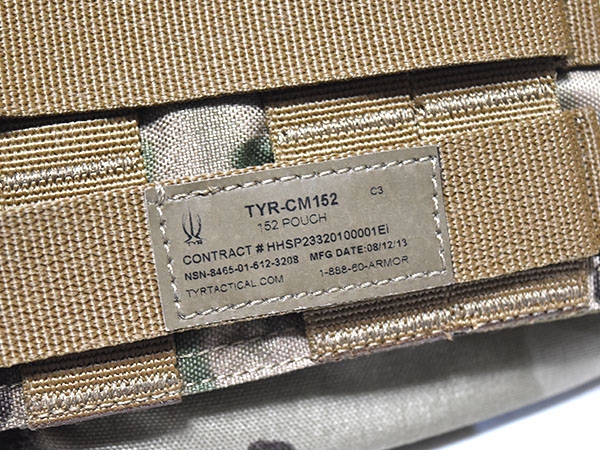 TYR-CM152 C3
152 POUCH
CONTRACT # HHSP23320100001Ei
NSN-8465-01-612-3208 MFG DATE:08/12/13
TYRTACTICAL.COM 1-888-60-ARMOR